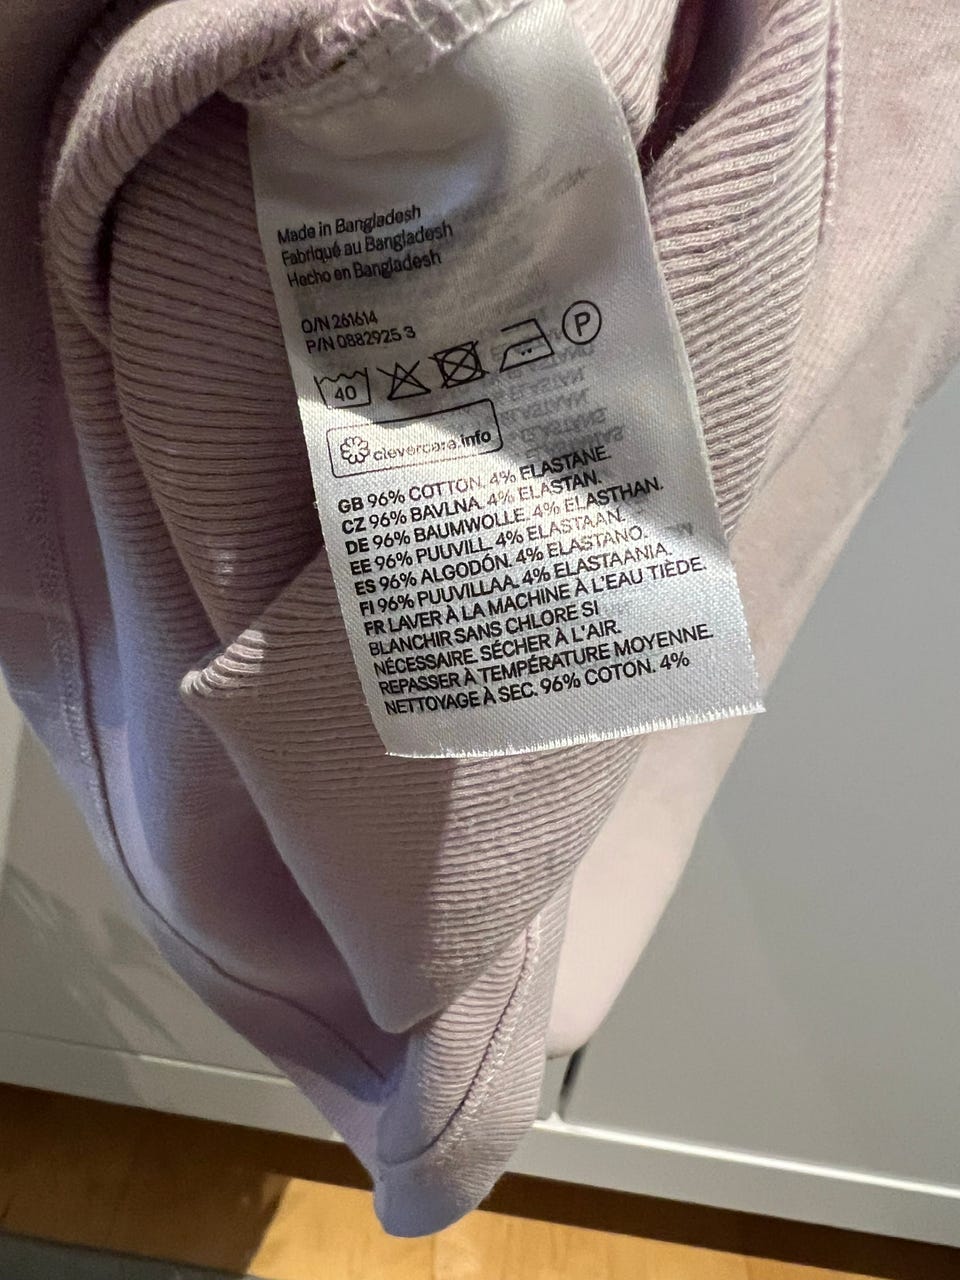 Made in Bangladesh
Fabriqué au Bangladesh
Hecho en Bangladesh
O/N 261614
P/N 0882925 3
40
P
clevercare.info
GB 96% COTTON. 4% ELASTANE.
CZ 96% BAVLNA. 4% ELASTAN.
DE 96% BAUMWOLLE. 4% ELASTHAN.
EE 96% PUUVILL. 4% ELASTAAN.
ES 96% ALGODÓN. 4% ELASTANO.
FI 96% PUUVILLAA. 4% ELASTAANIA.
FR LAVER À LA MACHINE À L'EAU TIÈDE.
BLANCHIR SANS CHLORE SI
NÉCESSAIRE. SÉCHER À L'AIR.
REPASSER À TEMPÉRATURE MOYENNE.
NETTOYAGE À SEC. 96% COTON. 4%